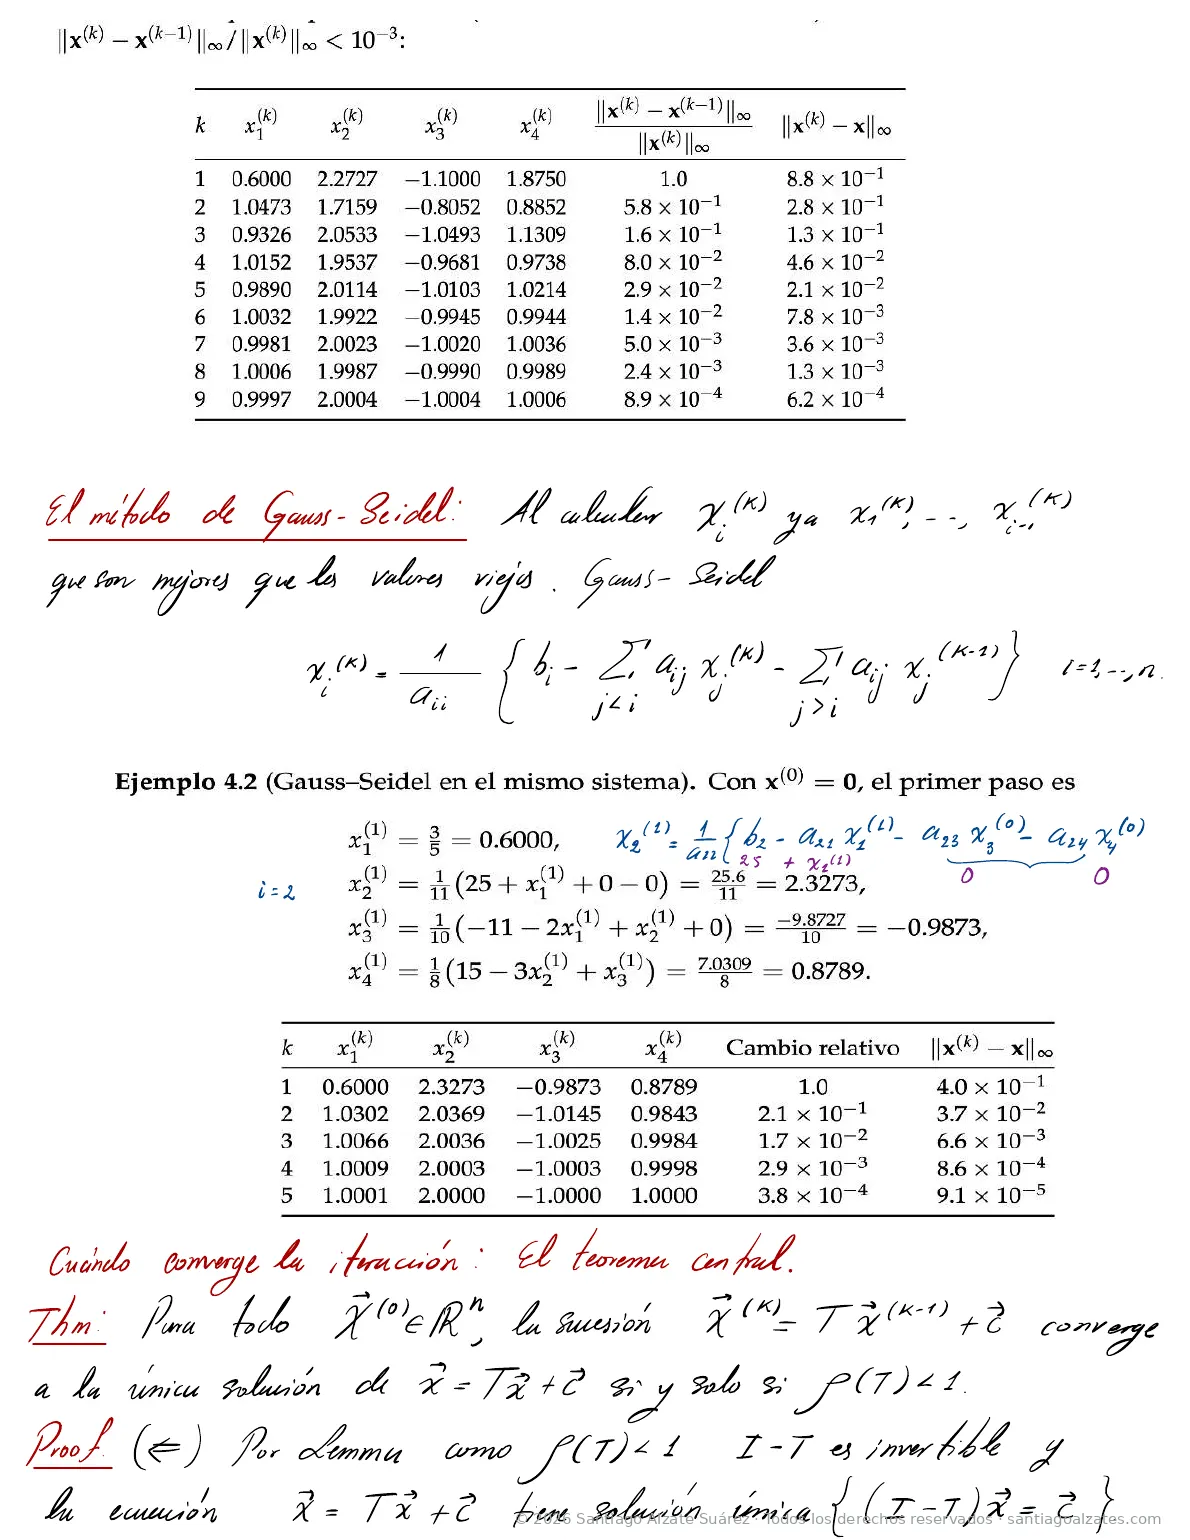 ‖x^(k) − x^(k−1)‖∞/‖x^(k)‖∞ < 10^−3:
k x₁^(k) x₂^(k) x₃^(k) x₄^(k) ‖x^(k) − x^(k−1)‖∞ / ‖x^(k)‖∞ ‖x^(k) − x‖∞
1 0.6000 2.2727 −1.1000 1.8750 1.0 8.8 × 10^−1
2 1.0473 1.7159 −0.8052 0.8852 5.8 × 10^−1 2.8 × 10^−1
3 0.9326 2.0533 −1.0493 1.1309 1.6 × 10^−1 1.3 × 10^−1
4 1.0152 1.9537 −0.9681 0.9738 8.0 × 10^−2 4.6 × 10^−2
5 0.9890 2.0114 −1.0103 1.0214 2.9 × 10^−2 2.1 × 10^−2
6 1.0032 1.9922 −0.9945 0.9944 1.4 × 10^−2 7.8 × 10^−3
7 0.9981 2.0023 −1.0020 1.0036 5.0 × 10^−3 3.6 × 10^−3
8 1.0006 1.9987 −0.9990 0.9989 2.4 × 10^−3 1.3 × 10^−3
9 0.9997 2.0004 −1.0004 1.0006 8.9 × 10^−4 6.2 × 10^−4
El método de Gauss-Seidel: Al calcular x_i^(k) ya x₁^(k), ---, x_{i-1}^(k)
que son mejores que los valores viejos. Gauss-Seidel
x_i^(k) = 1/a_ii { b_i - Σ_{j<i} a_ij x_j^(k) - Σ_{j>i} a_ij x_j^(k-1) } i=1,--,n.
Ejemplo 4.2 (Gauss–Seidel en el mismo sistema). Con x^(0) = 0, el primer paso es
x₁^(1) = 3/5 = 0.6000, x₂^(1) = 1/a₂₂ { b₂ - a₂₁ x₁^(1) - a₂₃ x₃^(0) - a₂₄ x₄^(0)
25 + x₁^(1) 0 0
i=2 x₂^(1) = 1/11 (25 + x₁^(1) + 0 − 0) = 25.6/11 = 2.3273,
x₃^(1) = 1/10 (−11 − 2x₁^(1) + x₂^(1) + 0) = −9.8727/10 = −0.9873,
x₄^(1) = 1/8 (15 − 3x₂^(1) + x₃^(1)) = 7.0309/8 = 0.8789.
k x₁^(k) x₂^(k) x₃^(k) x₄^(k) Cambio relativo ‖x^(k) − x‖∞
1 0.6000 2.3273 −0.9873 0.8789 1.0 4.0 × 10^−1
2 1.0302 2.0369 −1.0145 0.9843 2.1 × 10^−1 3.7 × 10^−2
3 1.0066 2.0036 −1.0025 0.9984 1.7 × 10^−2 6.6 × 10^−3
4 1.0009 2.0003 −1.0003 0.9998 2.9 × 10^−3 8.6 × 10^−4
5 1.0001 2.0000 −1.0000 1.0000 3.8 × 10^−4 9.1 × 10^−5
Cuándo converge la iteración: El teorema central.
Thm: Para todo x⃗^(0) ∈ ℝⁿ, la sucesión x⃗^(k) = T x⃗^(k-1) + c⃗ converge
a la única solución de x⃗ = Tx⃗ + c⃗ si y solo si ρ(T)<1.
Proof. (⇐) Por Lemma como ρ(T)<1 I-T es invertible y
la ecuación x⃗ = Tx⃗ + c⃗ tiene solución única { (I-T)x⃗ = c⃗ }
© 2026 Santiago Alzate Suárez · Todos los derechos reservados · santiagoalzates.com